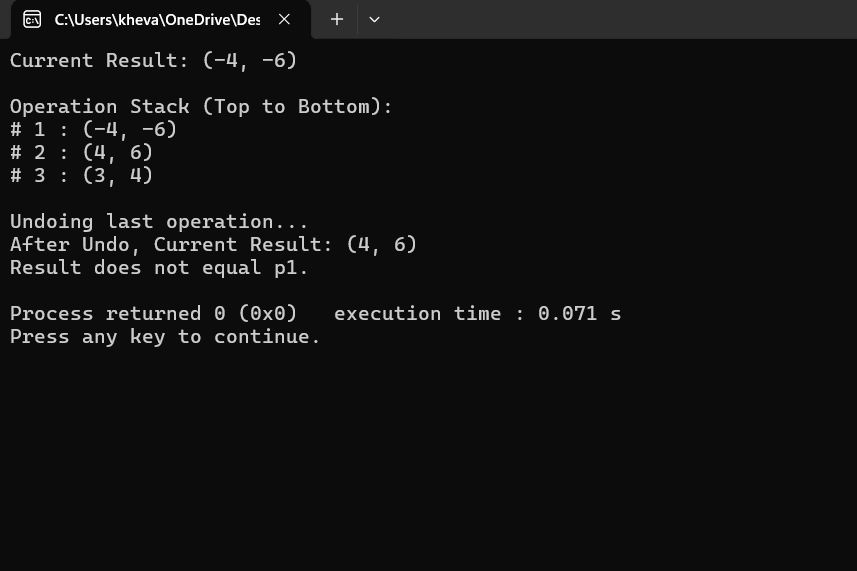 C:\Users\kheva\OneDrive\Des
Current Result: (-4, -6)
Operation Stack (Top to Bottom):
# 1 : (-4, -6)
# 2 : (4, 6)
# 3 : (3, 4)
Undoing last operation...
After Undo, Current Result: (4, 6)
Result does not equal p1.
Process returned 0 (0x0)   execution time : 0.071 s
Press any key to continue.